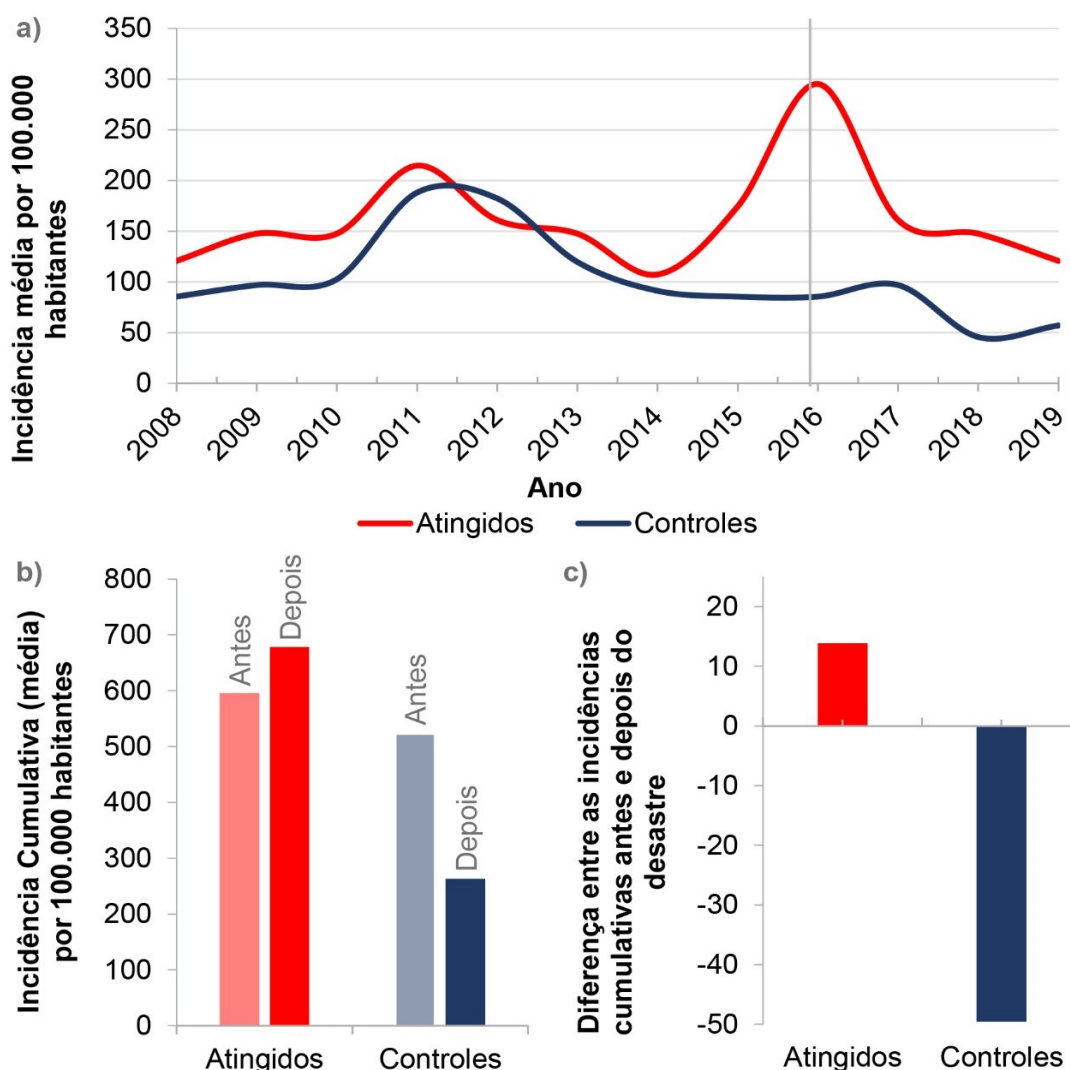 a)
Incidência média por 100.000
habitantes
350
300
250
200
150
100
50
0
2008
2009
2010
2011
2012
2013
2014
2015
2016
2017
2018
2019
Ano
Atingidos
Controles
b)
Incidência Cumulativa (média)
por 100.000 habitantes
800
700
600
500
400
300
200
100
0
Antes
Depois
Antes
Depois
Atingidos
Controles
c)
Diferença entre as incidências
cumulativas antes e depois do
desastre
20
10
0
-10
-20
-30
-40
-50
Atingidos
Controles